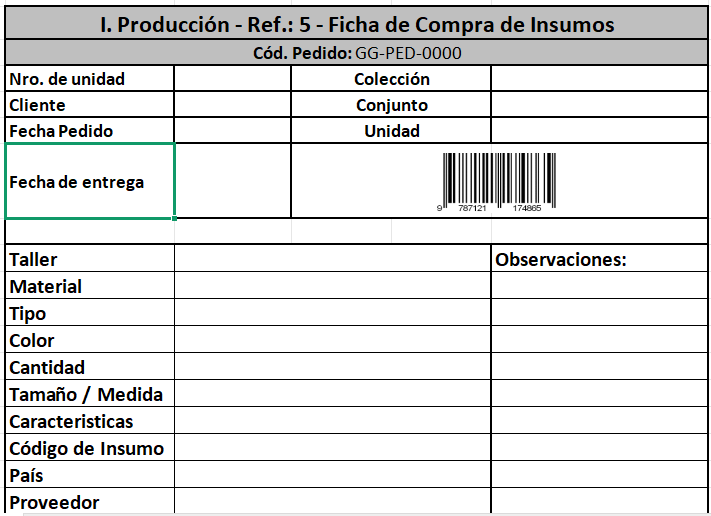 I. Producción - Ref.: 5 - Ficha de Compra de Insumos
Cód. Pedido: GG-PED-0000
Nro. de unidad Colección
Cliente Conjunto
Fecha Pedido Unidad
Fecha de entrega
9 787121 174865
Taller Observaciones:
Material
Tipo
Color
Cantidad
Tamaño / Medida
Caracteristicas
Código de Insumo
País
Proveedor